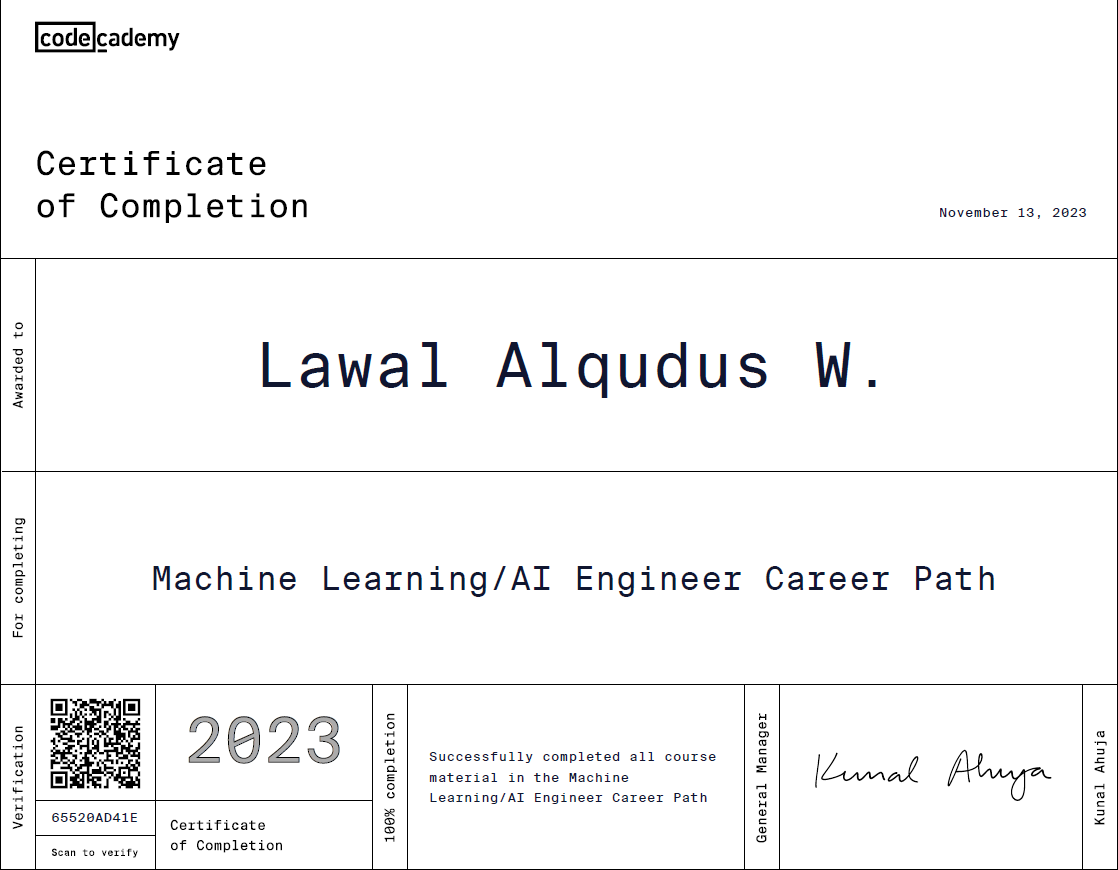 codecademy
Certificate
of Completion
November 13, 2023
Awarded to
Lawal Alqudus W.
For completing
Machine Learning/AI Engineer Career Path
Verification
65520AD41E
Scan to verify
2023
Certificate
of Completion
100% completion
Successfully completed all course
material in the Machine
Learning/AI Engineer Career Path
General Manager
Kunal Ahuja
Kunal Ahuja